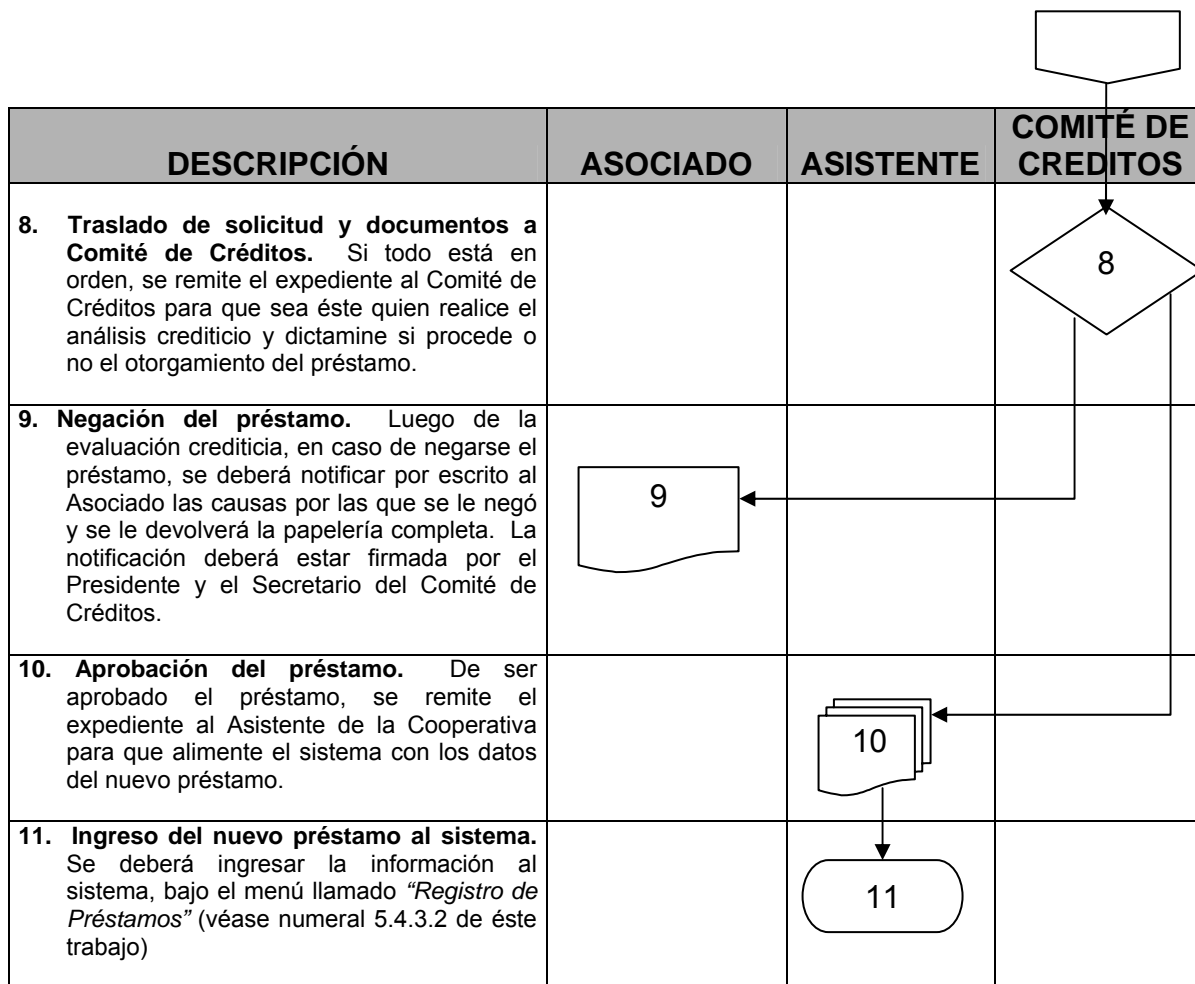 DESCRIPCIÓN
ASOCIADO
ASISTENTE
COMITÉ DE
CREDITOS
8. Traslado de solicitud y documentos a
Comité de Créditos. Si todo está en
orden, se remite el expediente al Comité de
Créditos para que sea éste quien realice el
análisis crediticio y dictamine si procede o
no el otorgamiento del préstamo.
8
9. Negación del préstamo. Luego de la
evaluación crediticia, en caso de negarse el
préstamo, se deberá notificar por escrito al
Asociado las causas por las que se le negó
y se le devolverá la papelería completa. La
notificación deberá estar firmada por el
Presidente y el Secretario del Comité de
Créditos.
9
10. Aprobación del préstamo. De ser
aprobado el préstamo, se remite el
expediente al Asistente de la Cooperativa
para que alimente el sistema con los datos
del nuevo préstamo.
10
11. Ingreso del nuevo préstamo al sistema.
Se deberá ingresar la información al
sistema, bajo el menú llamado “Registro de
Préstamos” (véase numeral 5.4.3.2 de éste
trabajo)
11